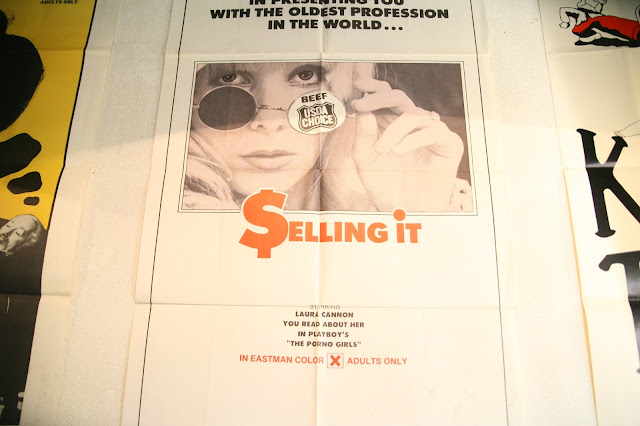 ADULTS ONLY
IN PRESENTING YOU
WITH THE OLDEST PROFESSION
IN THE WORLD...
BEEF
USDA
CHOICE
$ELLING iT
STARRING
LAURA CANNON
YOU READ ABOUT HER
IN PLAYBOY'S
"THE PORNO GIRLS"
IN EASTMAN COLOR X ADULTS ONLY
K